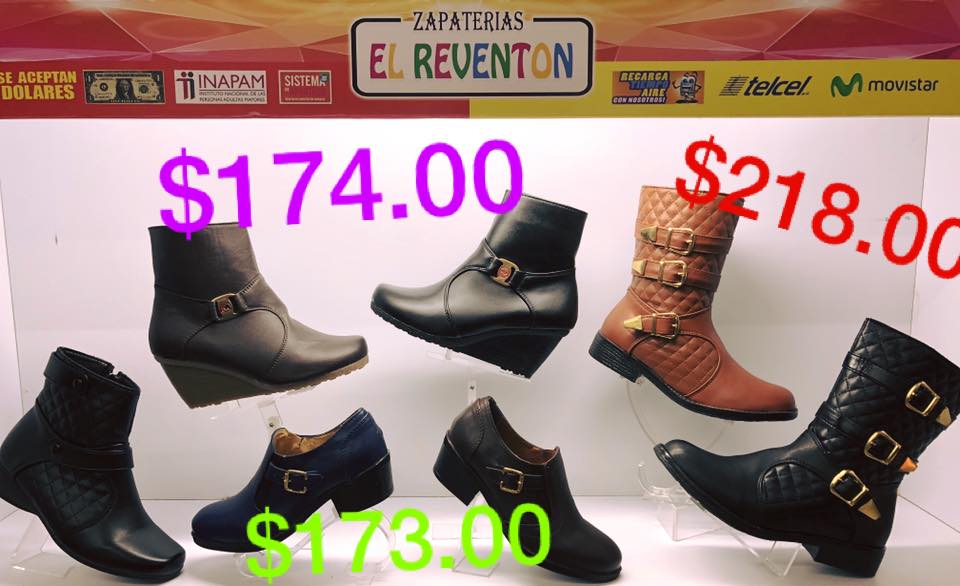 ZAPATERIAS
EL REVENTON
SE ACEPTAN
DOLARES
INAPAM
INSTITUTO NACIONAL DE LAS
PERSONAS ADULTAS MAYORES
SISTEMA
RECARGA
TIEMPO
AIRE
CON NOSOTROS!
telcel
movistar
$174.00
$218.00
$173.00